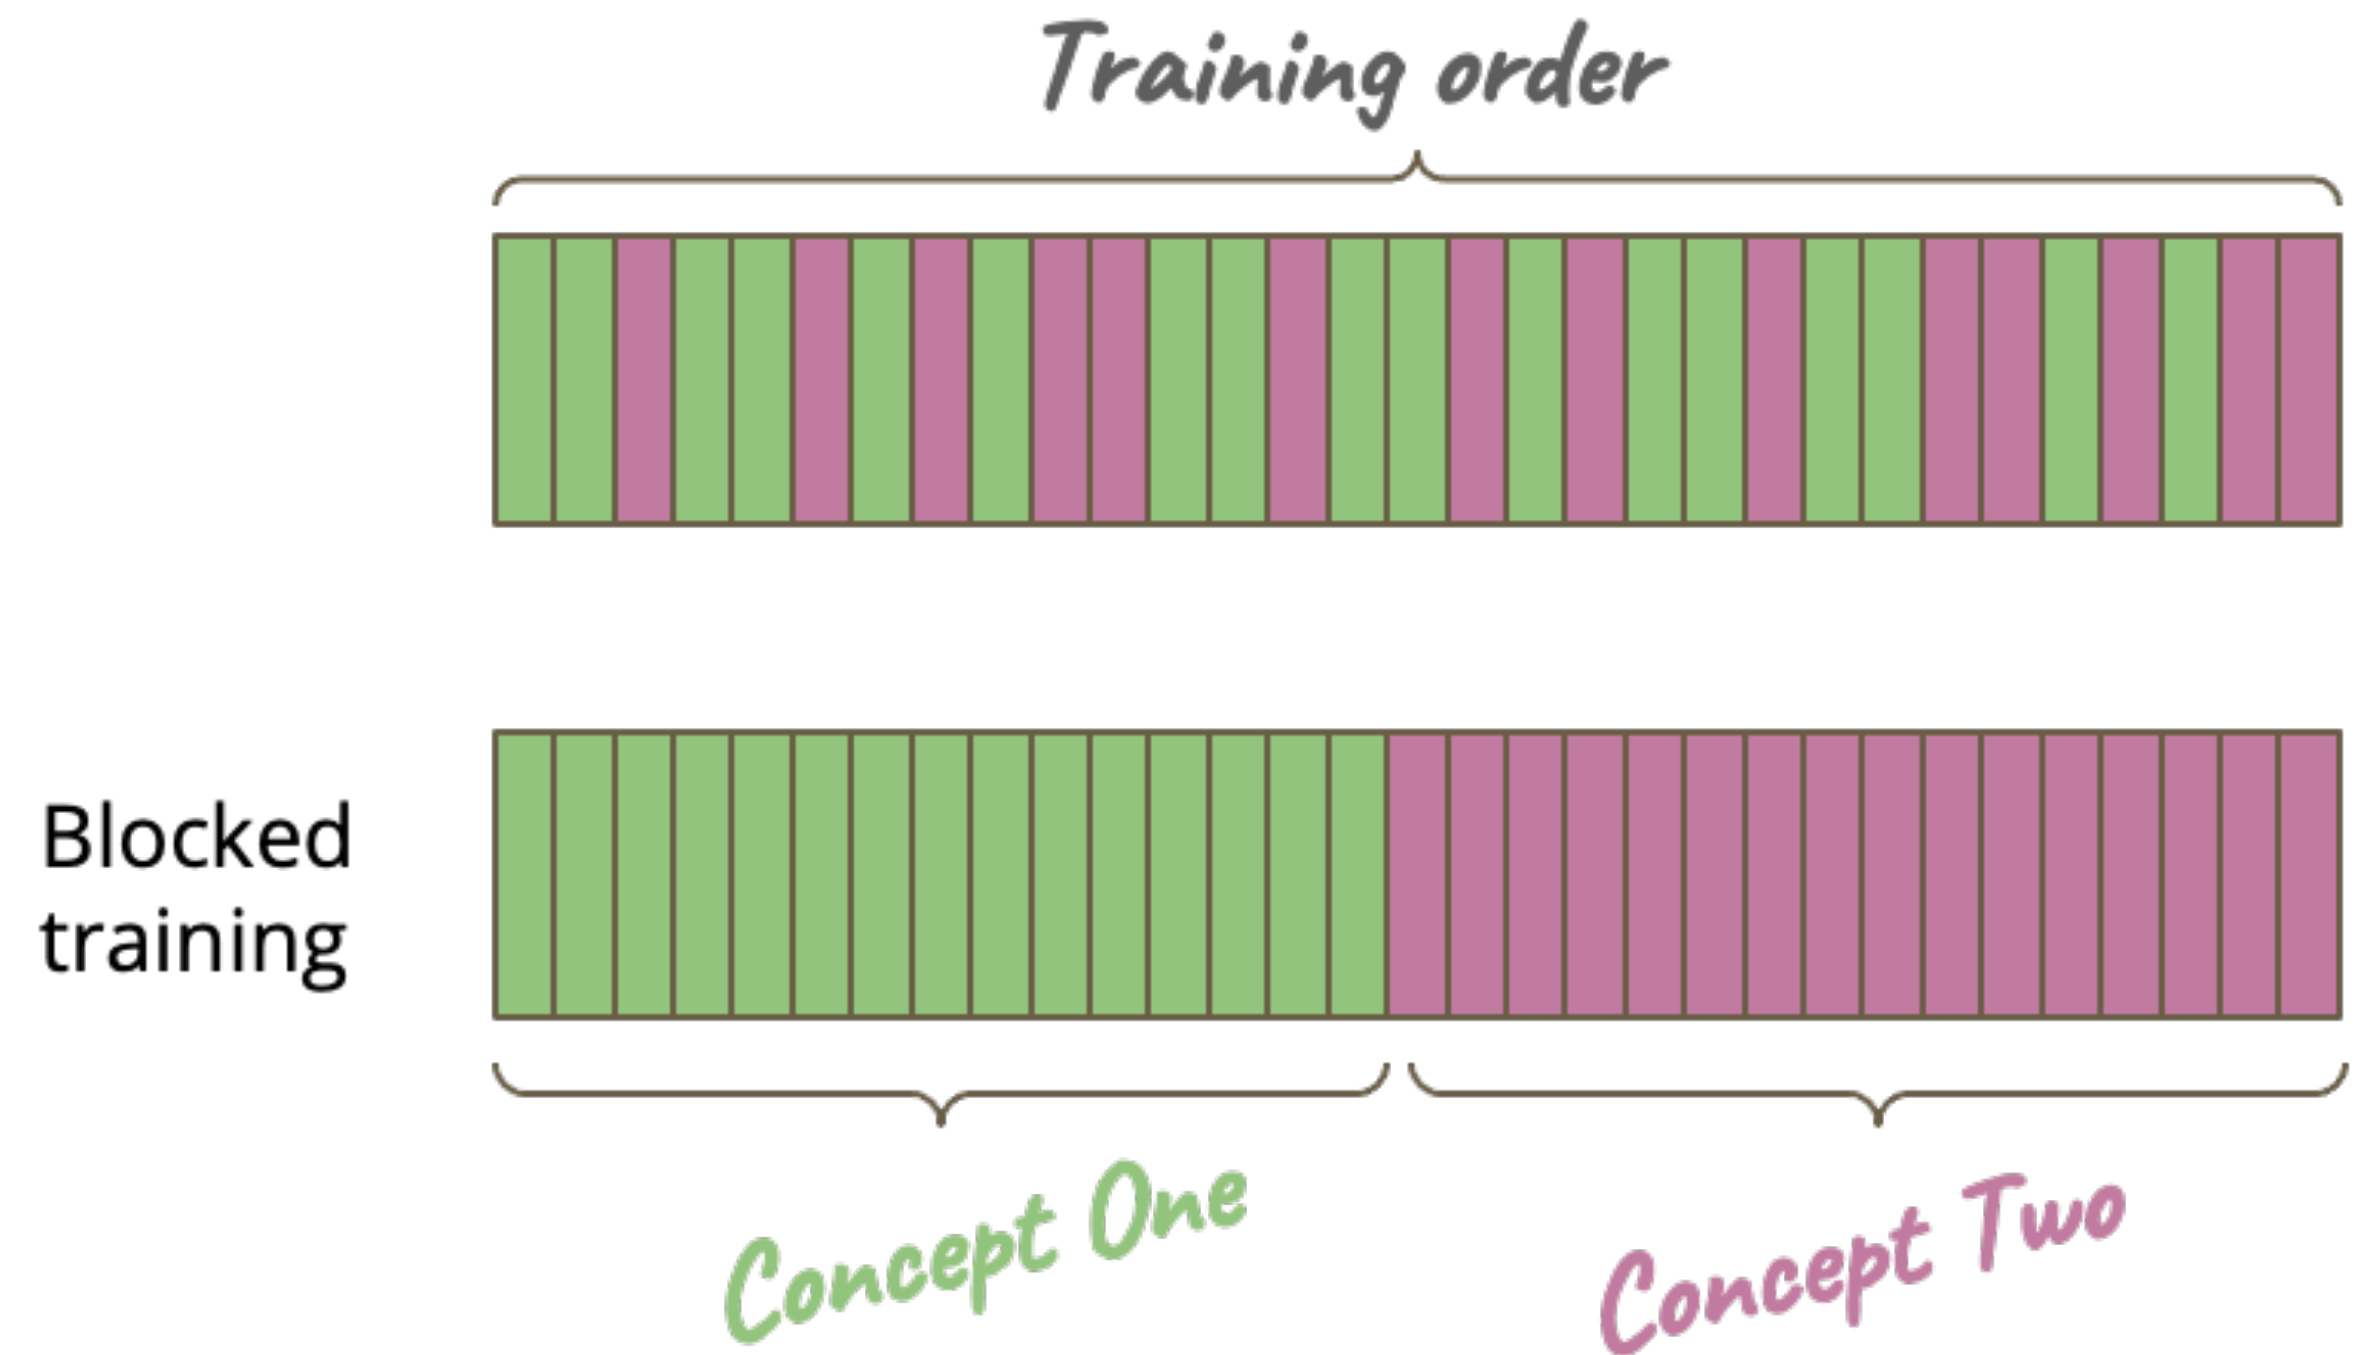 Training order
Blocked
training
Concept One
Concept Two